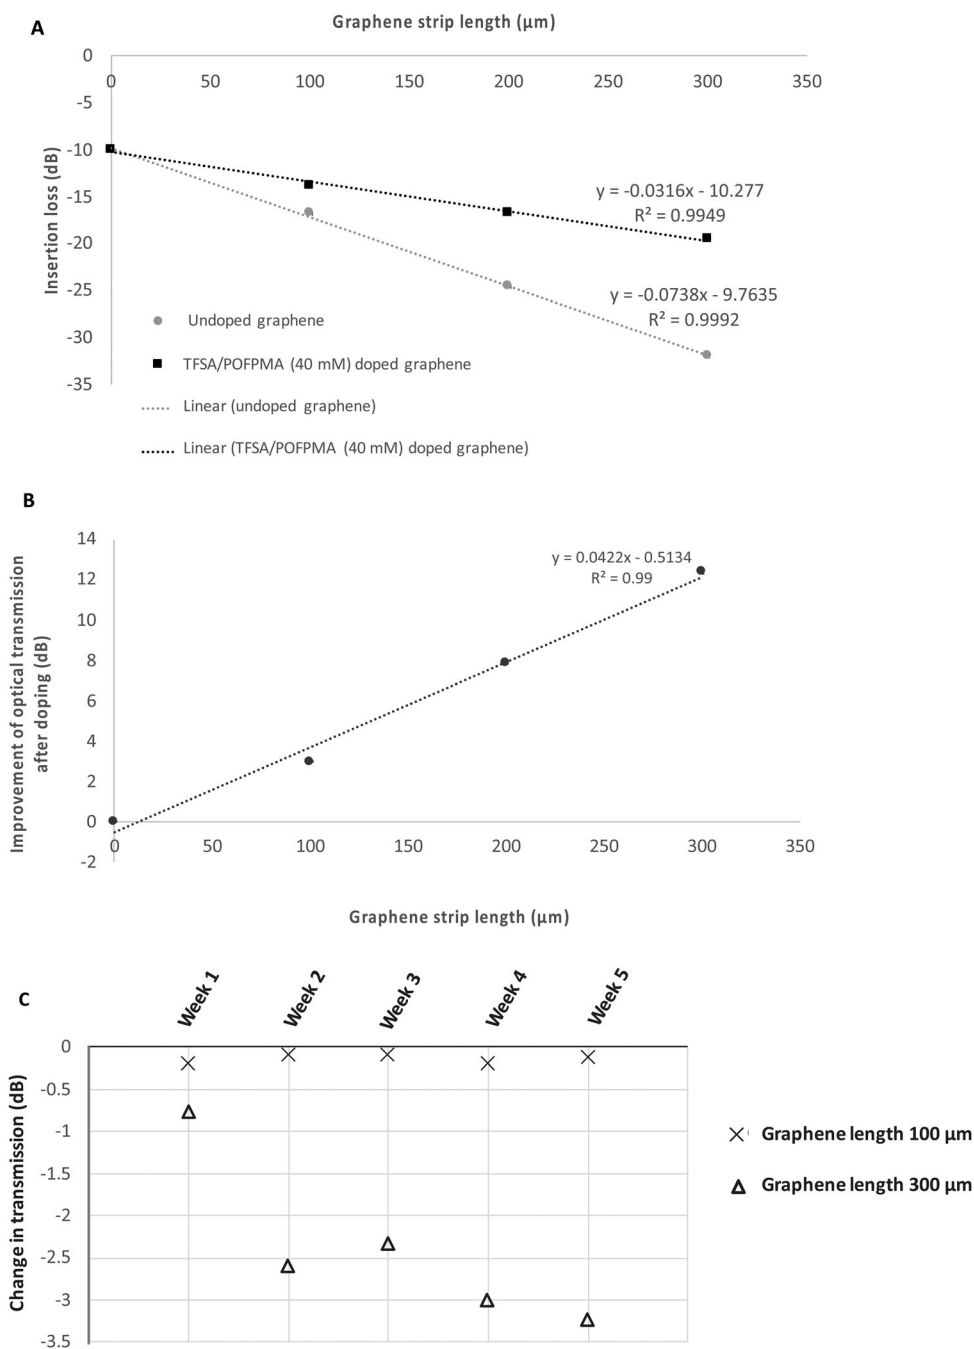 A
Graphene strip length (µm)
0
0 50 100 150 200 250 300 350
-5
-10
-15
-20
-25
-30
-35
Insertion loss (dB)
y = -0.0316x - 10.277
R² = 0.9949
y = -0.0738x - 9.7635
R² = 0.9992
Undoped graphene
TFSA/POFPMA (40 mM) doped graphene
Linear (undoped graphene)
Linear (TFSA/POFPMA (40 mM) doped graphene)
B
14
12
10
8
6
4
2
0
-2
Improvement of optical transmission
after doping (dB)
y = 0.0422x - 0.5134
R² = 0.99
0 50 100 150 200 250 300 350
Graphene strip length (µm)
C
Week 1
Week 2
Week 3
Week 4
Week 5
0
-0.5
-1
-1.5
-2
-2.5
-3
-3.5
Change in transmission (dB)
Graphene length 100 µm
Graphene length 300 µm